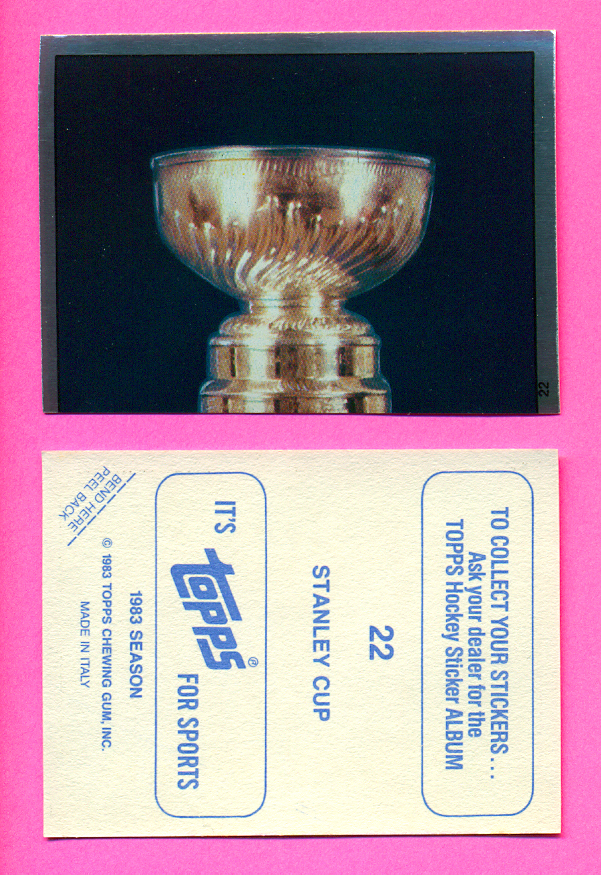 22
TO COLLECT YOUR STICKERS...
Ask your dealer for the
TOPPS Hockey Sticker ALBUM
22
STANLEY CUP
IT'S topps® FOR SPORTS
1983 SEASON
© 1983 TOPPS CHEWING GUM, INC.
MADE IN ITALY
BEND HERE
PEEL BACK